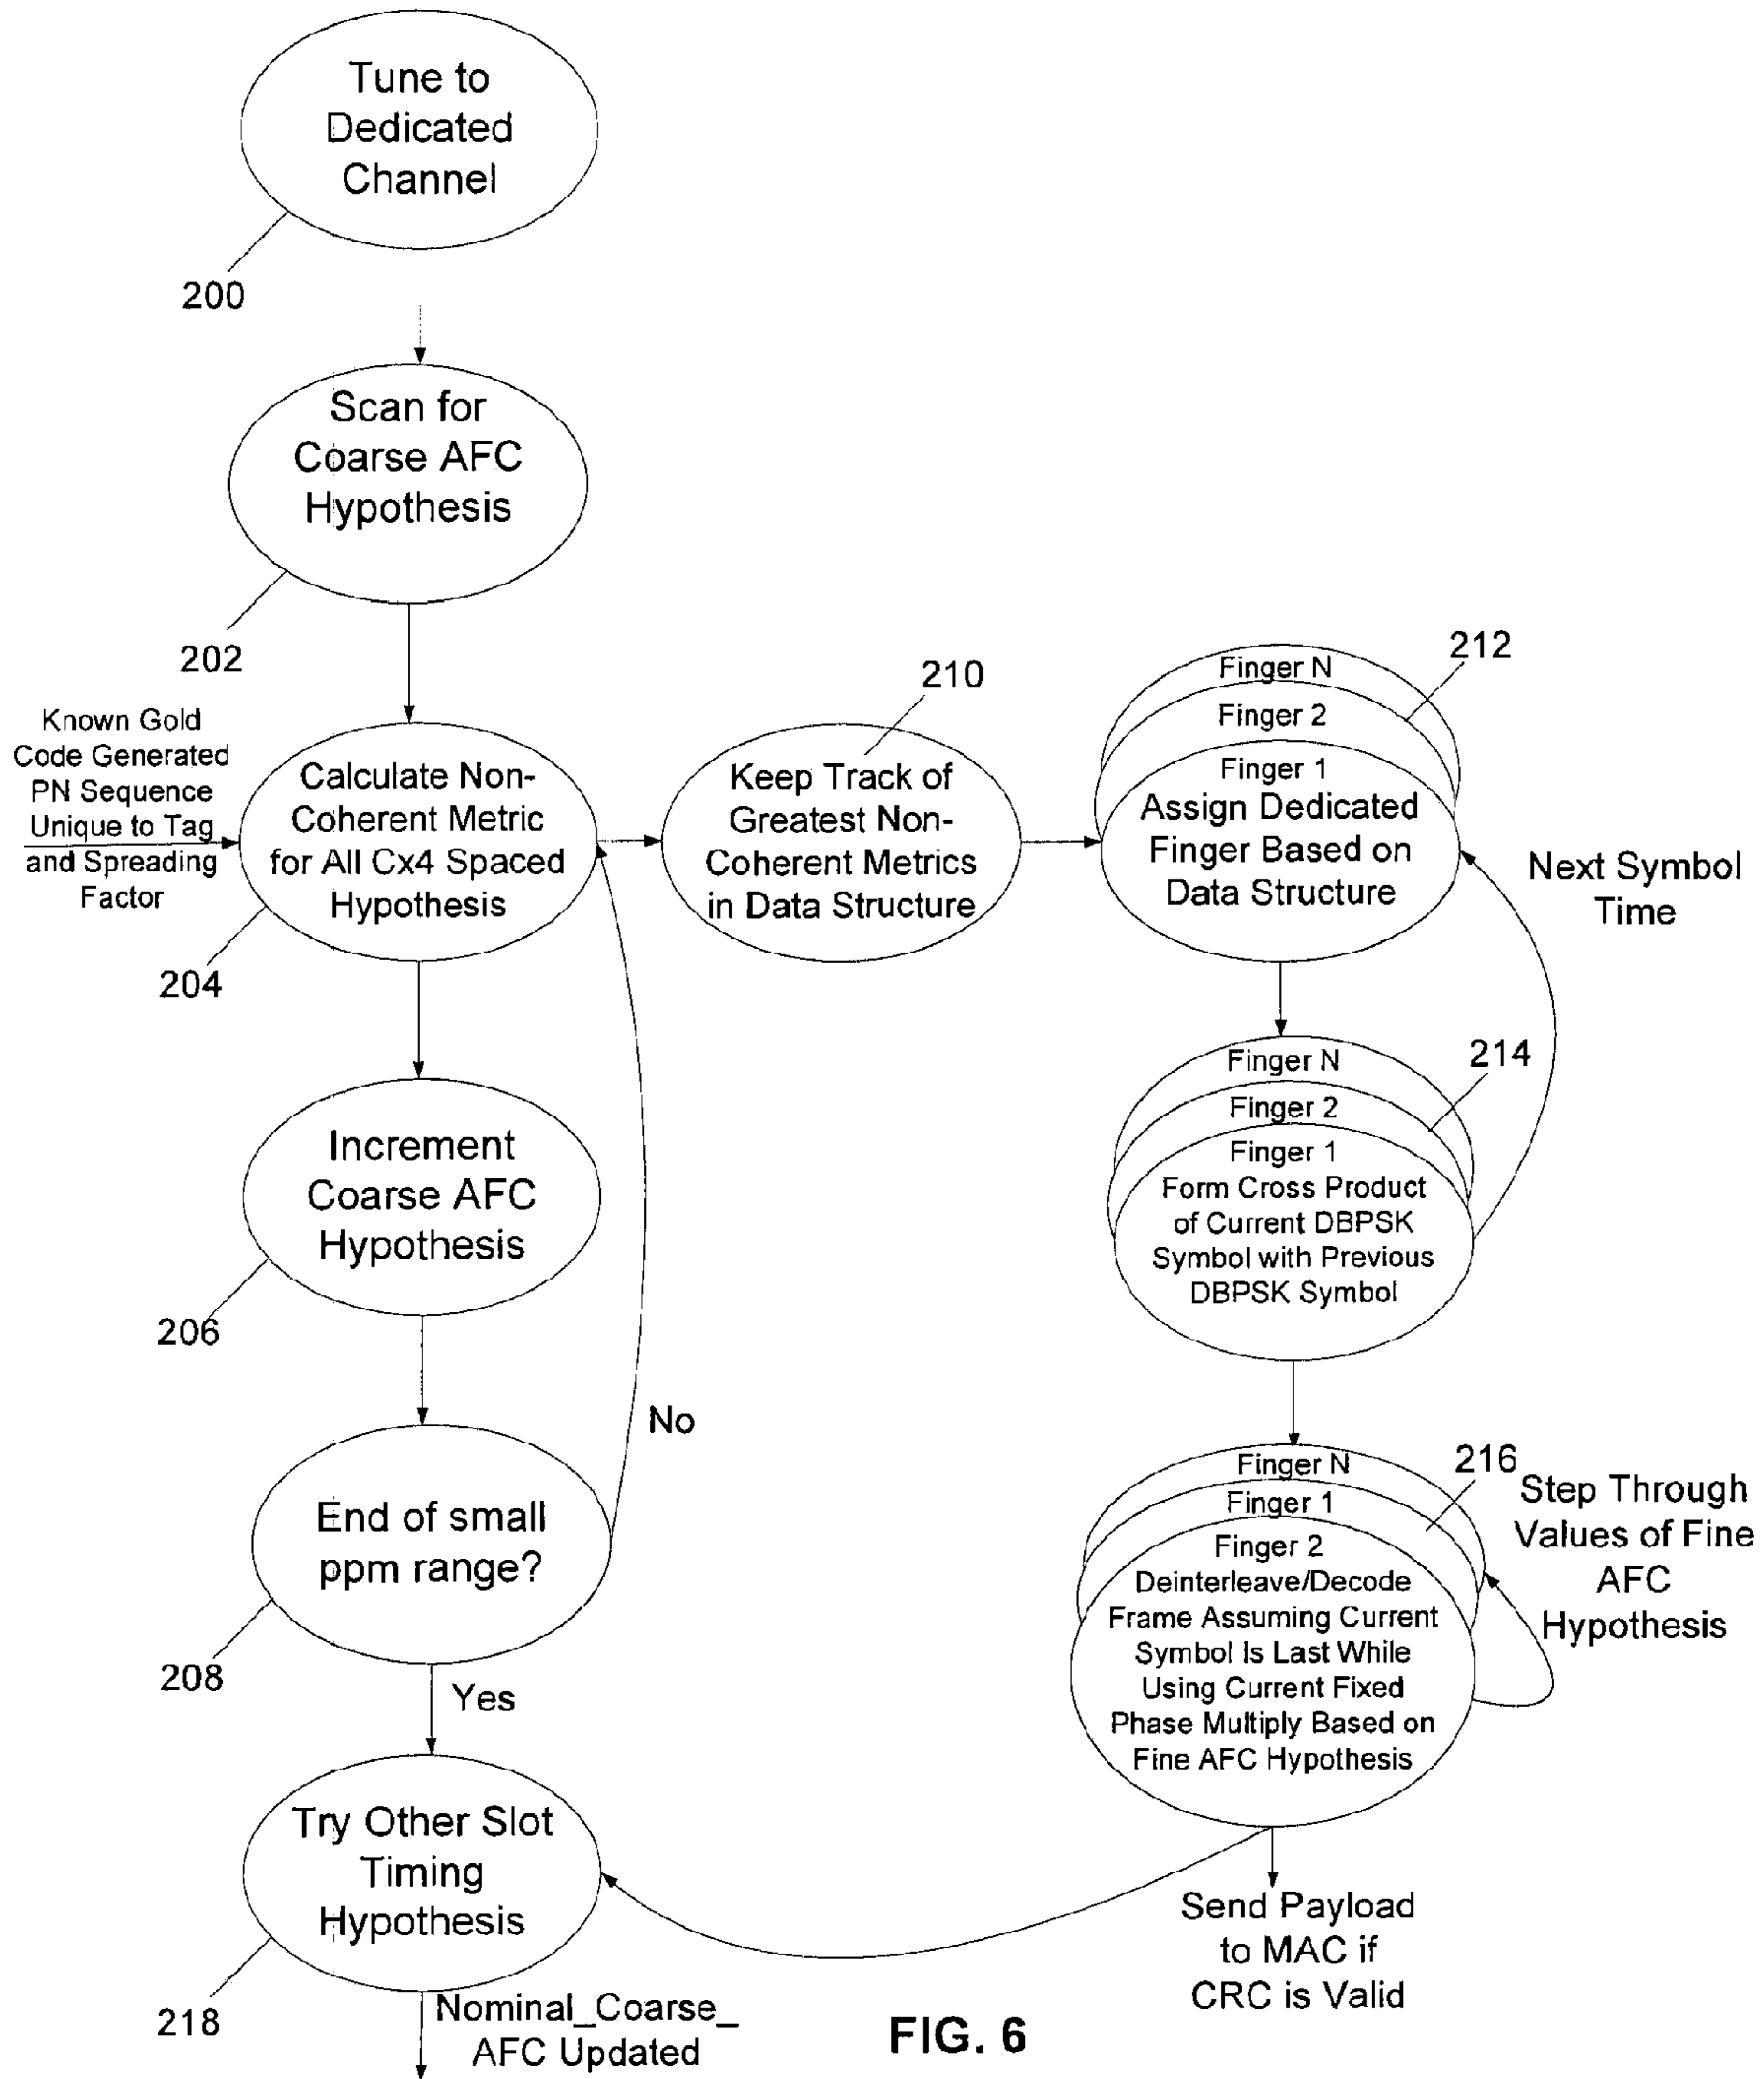 Tune to
Dedicated
Channel
200
Scan for
Coarse AFC
Hypothesis
202
Known Gold
Code Generated
PN Sequence
Unique to Tag
and Spreading
Factor
Calculate Non-
Coherent Metric
for All Cx4 Spaced
Hypothesis
204
210
Keep Track of
Greatest Non-
Coherent Metrics
in Data Structure
212
Finger N
Finger 2
Finger 1
Assign Dedicated
Finger Based on
Data Structure
Next Symbol
Time
Increment
Coarse AFC
Hypothesis
206
214
Finger N
Finger 2
Finger 1
Form Cross Product
of Current DBPSK
Symbol with Previous
DBPSK Symbol
No
End of small
ppm range?
208
Yes
216
Finger N
Finger 1
Finger 2
Deinterleave/Decode
Frame Assuming Current
Symbol Is Last While
Using Current Fixed
Phase Multiply Based on
Fine AFC Hypothesis
Step Through
Values of Fine
AFC
Hypothesis
Try Other Slot
Timing
Hypothesis
218
Send Payload
to MAC if
CRC is Valid
Nominal_Coarse_
AFC Updated
FIG. 6